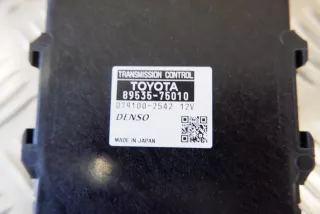 TRANSMISSION CONTROL
TOYOTA
89535-75010
079100-2542 12V
DENSO
MADE IN JAPAN